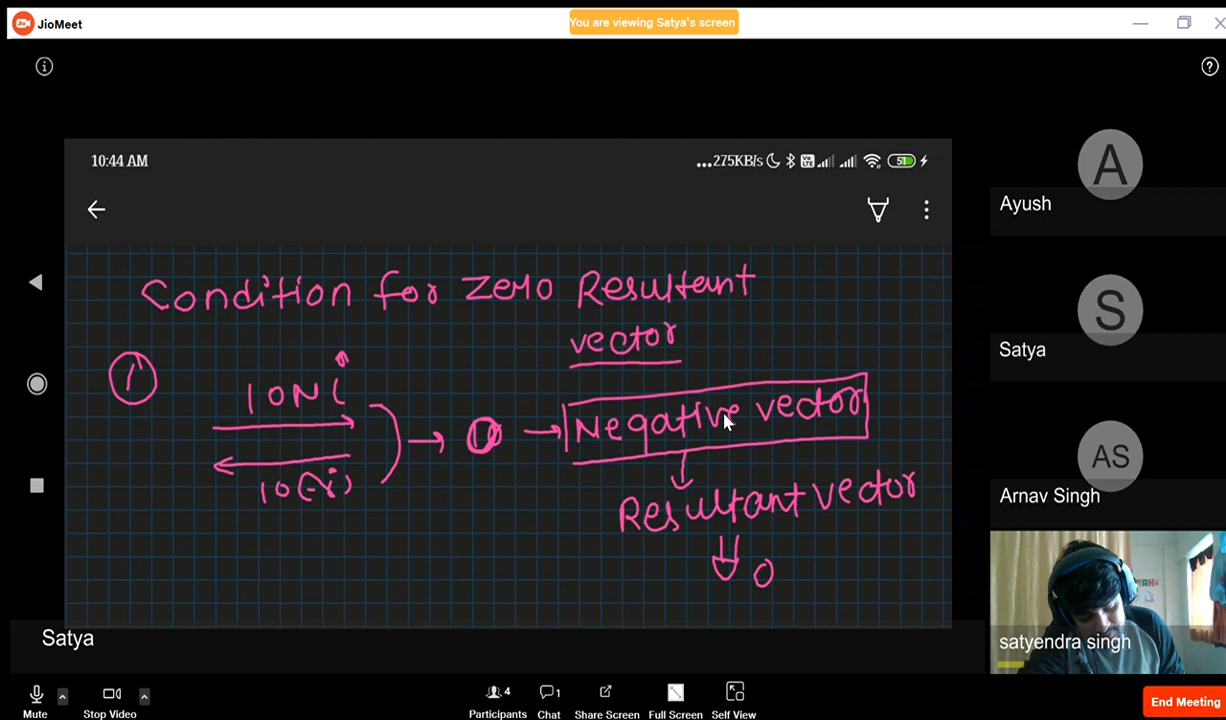 JioMeet
You are viewing Satya's screen
10:44 AM
...275KB/s 51
Condition for zero Resultant
vector
1
10N i
10(-i)
0
Negative vector
Resultant vector
0
Ayush
S
Satya
AS
Arnav Singh
satyendra singh
A
Satya
Mute
Stop Video
4
Participants
1
Chat
Share Screen
Full Screen
Self View
End Meeting